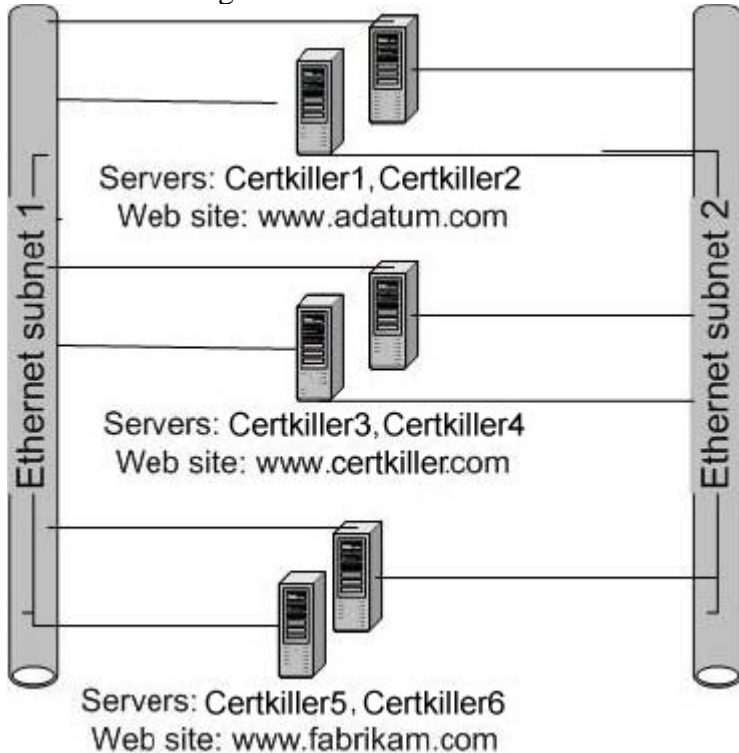 Ethernet subnet 1
Ethernet subnet 2
Servers: Certkiller1, Certkiller2
Web site: www.adatum.com
Servers: Certkiller3, Certkiller4
Web site: www.certkiller.com
Servers: Certkiller5, Certkiller6
Web site: www.fabrikam.com